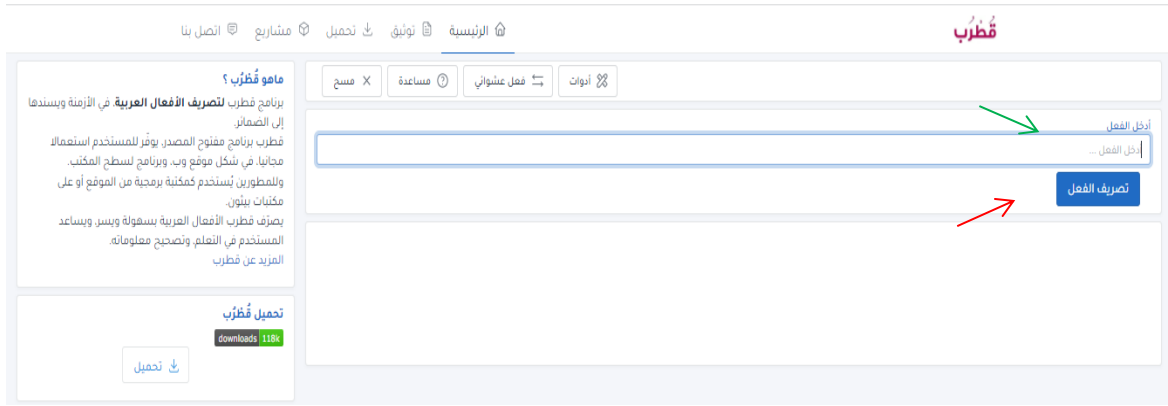 قُطْرُب
الرئيسية توثيق تحميل مشاريع اتصل بنا
أدوات فعل عشوائي مساعدة مسح
أدخل الفعل
ادخل الفعل ...
تصريف الفعل
ماهو قُطْرُب ؟
برنامج قطرب لتصريف الأفعال العربية، في الأزمنة ويسندها
إلى الضمائر.
قطرب برنامج مفتوح المصدر، يوفّر للمستخدم استعمالا
مجانيا، في شكل موقع وب، وبرنامج لسطح المكتب.
وللمطورين يُستخدم كمكتبة برمجية من الموقع أو على
مكتبات بيثون.
يصرّف قطرب الأفعال العربية بسهولة ويسر، ويساعد
المستخدم في التعلم، وتصحيح معلوماته.
المزيد عن قطرب
تحميل قُطْرُب
downloads 118k
تحميل